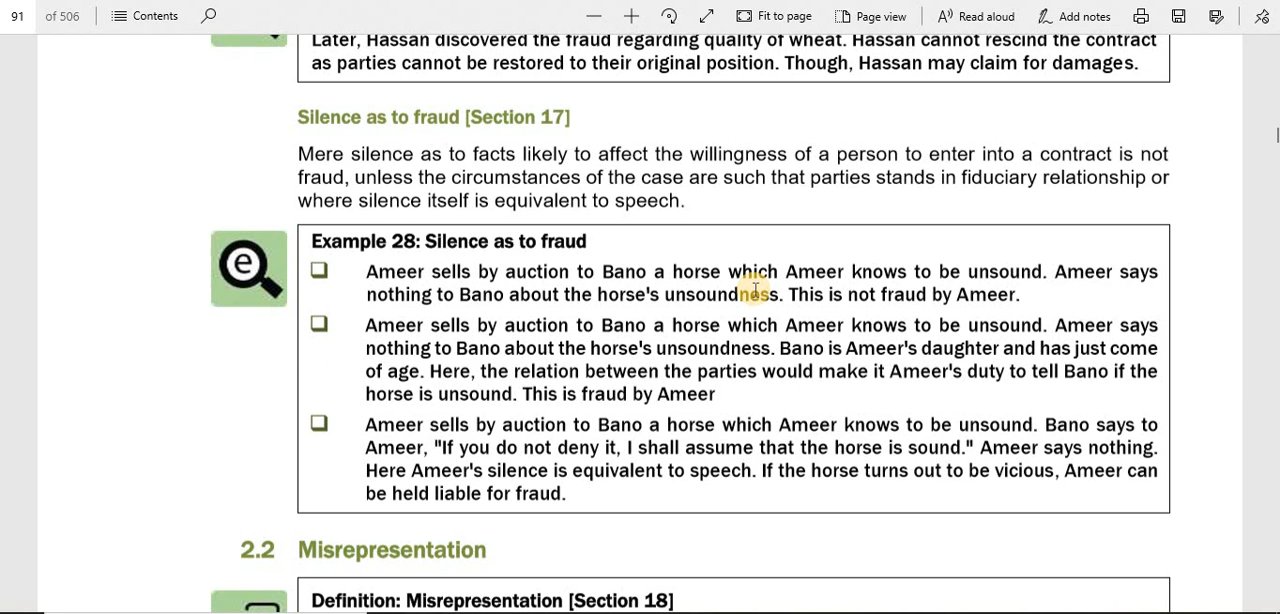 91 of 506 Contents Fit to page Page view Read aloud Add notes
Later, Hassan discovered the fraud regarding quality of wheat. Hassan cannot rescind the contract
as parties cannot be restored to their original position. Though, Hassan may claim for damages.
Silence as to fraud [Section 17]
Mere silence as to facts likely to affect the willingness of a person to enter into a contract is not
fraud, unless the circumstances of the case are such that parties stands in fiduciary relationship or
where silence itself is equivalent to speech.
e
Example 28: Silence as to fraud
Ameer sells by auction to Bano a horse which Ameer knows to be unsound. Ameer says
nothing to Bano about the horse's unsoundness. This is not fraud by Ameer.
Ameer sells by auction to Bano a horse which Ameer knows to be unsound. Ameer says
nothing to Bano about the horse's unsoundness. Bano is Ameer's daughter and has just come
of age. Here, the relation between the parties would make it Ameer's duty to tell Bano if the
horse is unsound. This is fraud by Ameer
Ameer sells by auction to Bano a horse which Ameer knows to be unsound. Bano says to
Ameer, "If you do not deny it, I shall assume that the horse is sound." Ameer says nothing.
Here Ameer's silence is equivalent to speech. If the horse turns out to be vicious, Ameer can
be held liable for fraud.
2.2 Misrepresentation
Definition: Misrepresentation [Section 18]